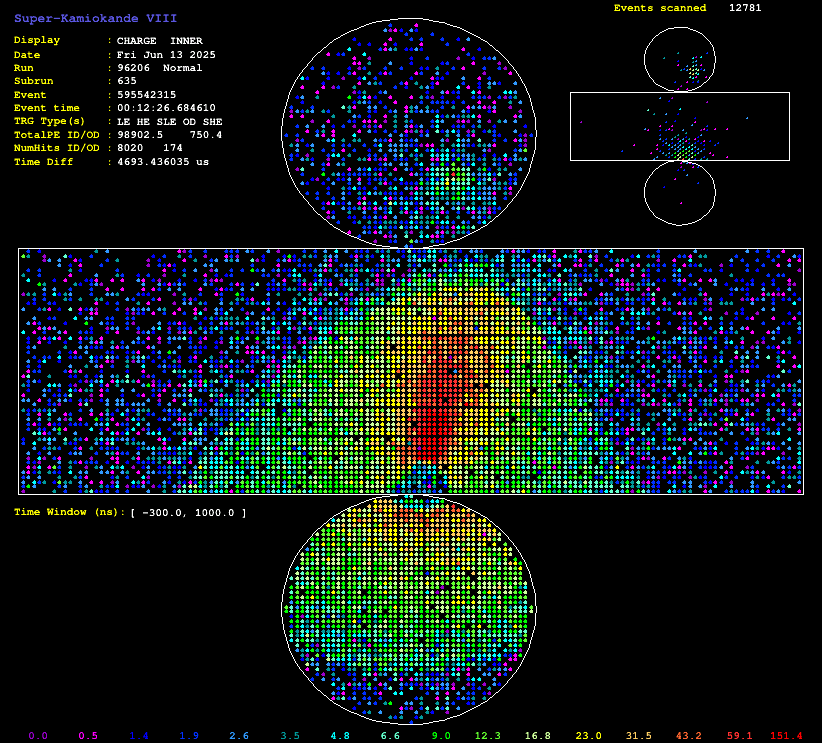 Super-Kamiokande VIII
Events scanned 12781
Display : CHARGE INNER
Date : Fri Jun 13 2025
Run : 96206 Normal
Subrun : 635
Event : 595542315
Event time : 00:12:26.684610
TRG Type(s) : LE HE SLE OD SHE
TotalPE ID/OD : 98902.5 750.4
NumHits ID/OD : 8020 174
Time Diff : 4693.436035 us
Time Window (ns): [ -300.0, 1000.0 ]
0.0 0.5 1.4 1.9 2.6 3.5 4.8 6.6 9.0 12.3 16.8 23.0 31.5 43.2 59.1 151.4